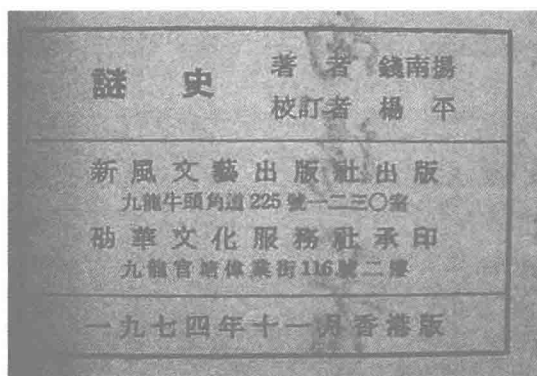 謎史
著者 錢南揚
校訂者 楊平
新風文藝出版社出版
九龍牛頭角道225號一二三〇室
劭華文化服務社承印
九龍官塘偉業街116號二樓
一九七四年十一月香港版